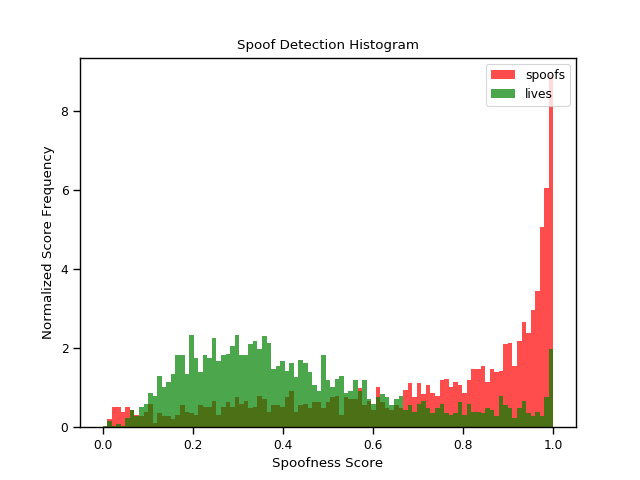 Spoof Detection Histogram
spoofs
lives
Normalized Score Frequency
8
6
4
2
0
0.0 0.2 0.4 0.6 0.8 1.0
Spoofness Score